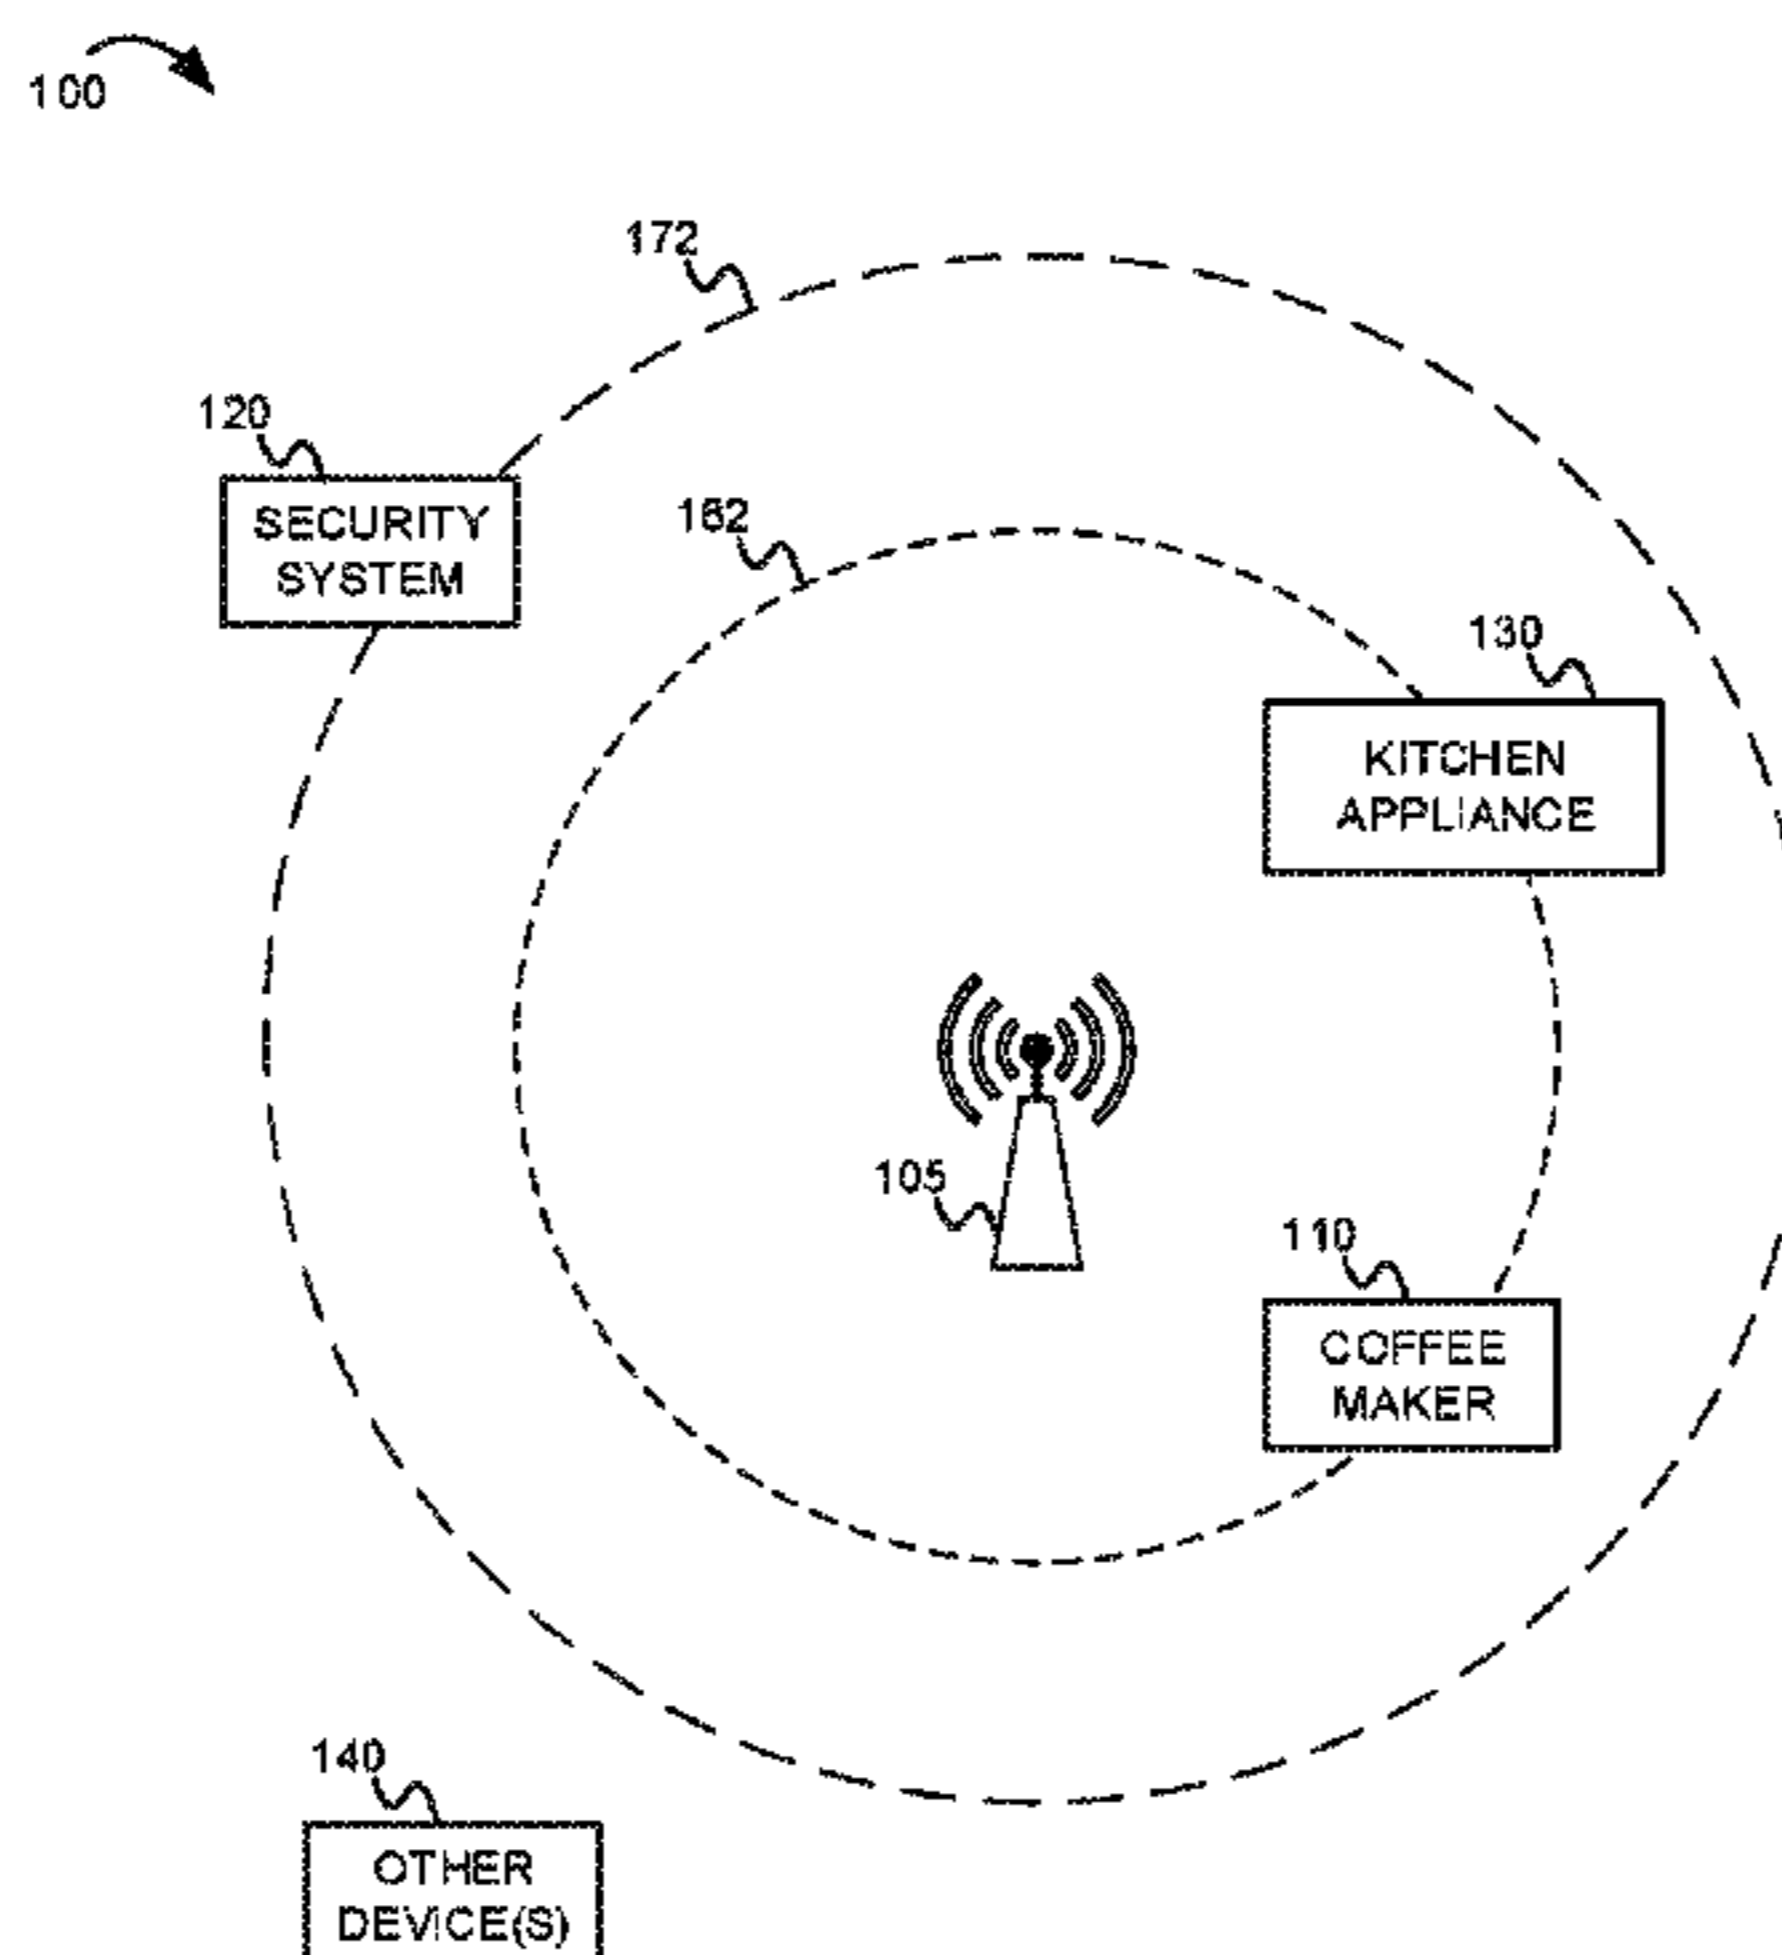 100
172
120
SECURITY
SYSTEM
162
130
KITCHEN
APPLIANCE
105
110
COFFEE
MAKER
140
OTHER
DEVICE(S)